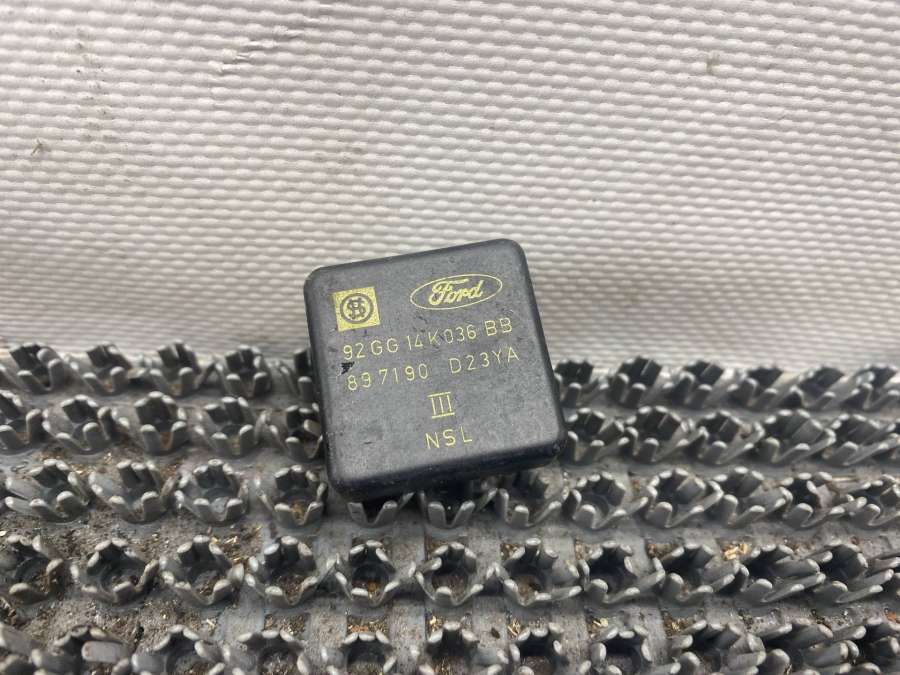 Ford
92GG 14K036 BB
897190 D23YA
III
NSL